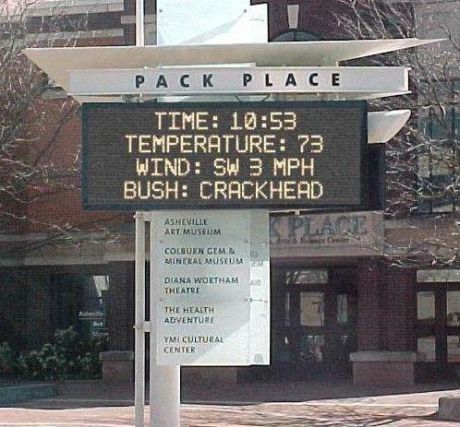 PACK PLACE
TIME: 10:53
TEMPERATURE: 73
WIND: SW 3 MPH
BUSH: CRACKHEAD
ASHEVILLE
ART MUSEUM
COLBURN GEM &
MINERAL MUSEUM
DIANA WORTHAM
THEATRE
THE HEALTH
ADVENTURE
YMI CULTURAL
CENTER
K PLACE